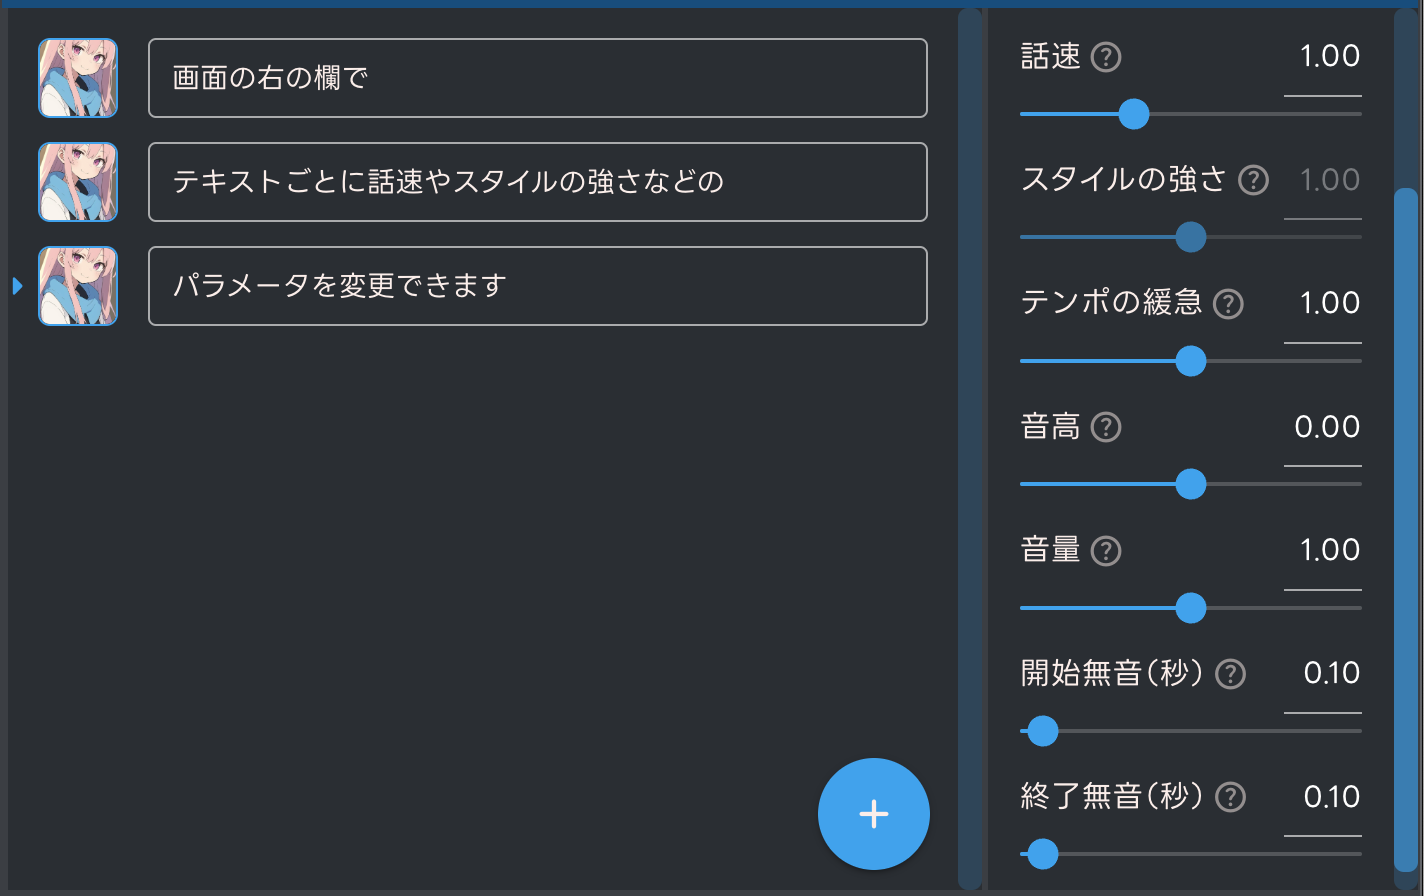 画面の右の欄で
テキストごとに話速やスタイルの強さなどの
パラメータを変更できます
話速 ? 1.00
スタイルの強さ ? 1.00
テンポの緩急 ? 1.00
音高 ? 0.00
音量 ? 1.00
開始無音(秒) ? 0.10
終了無音(秒) ? 0.10
+